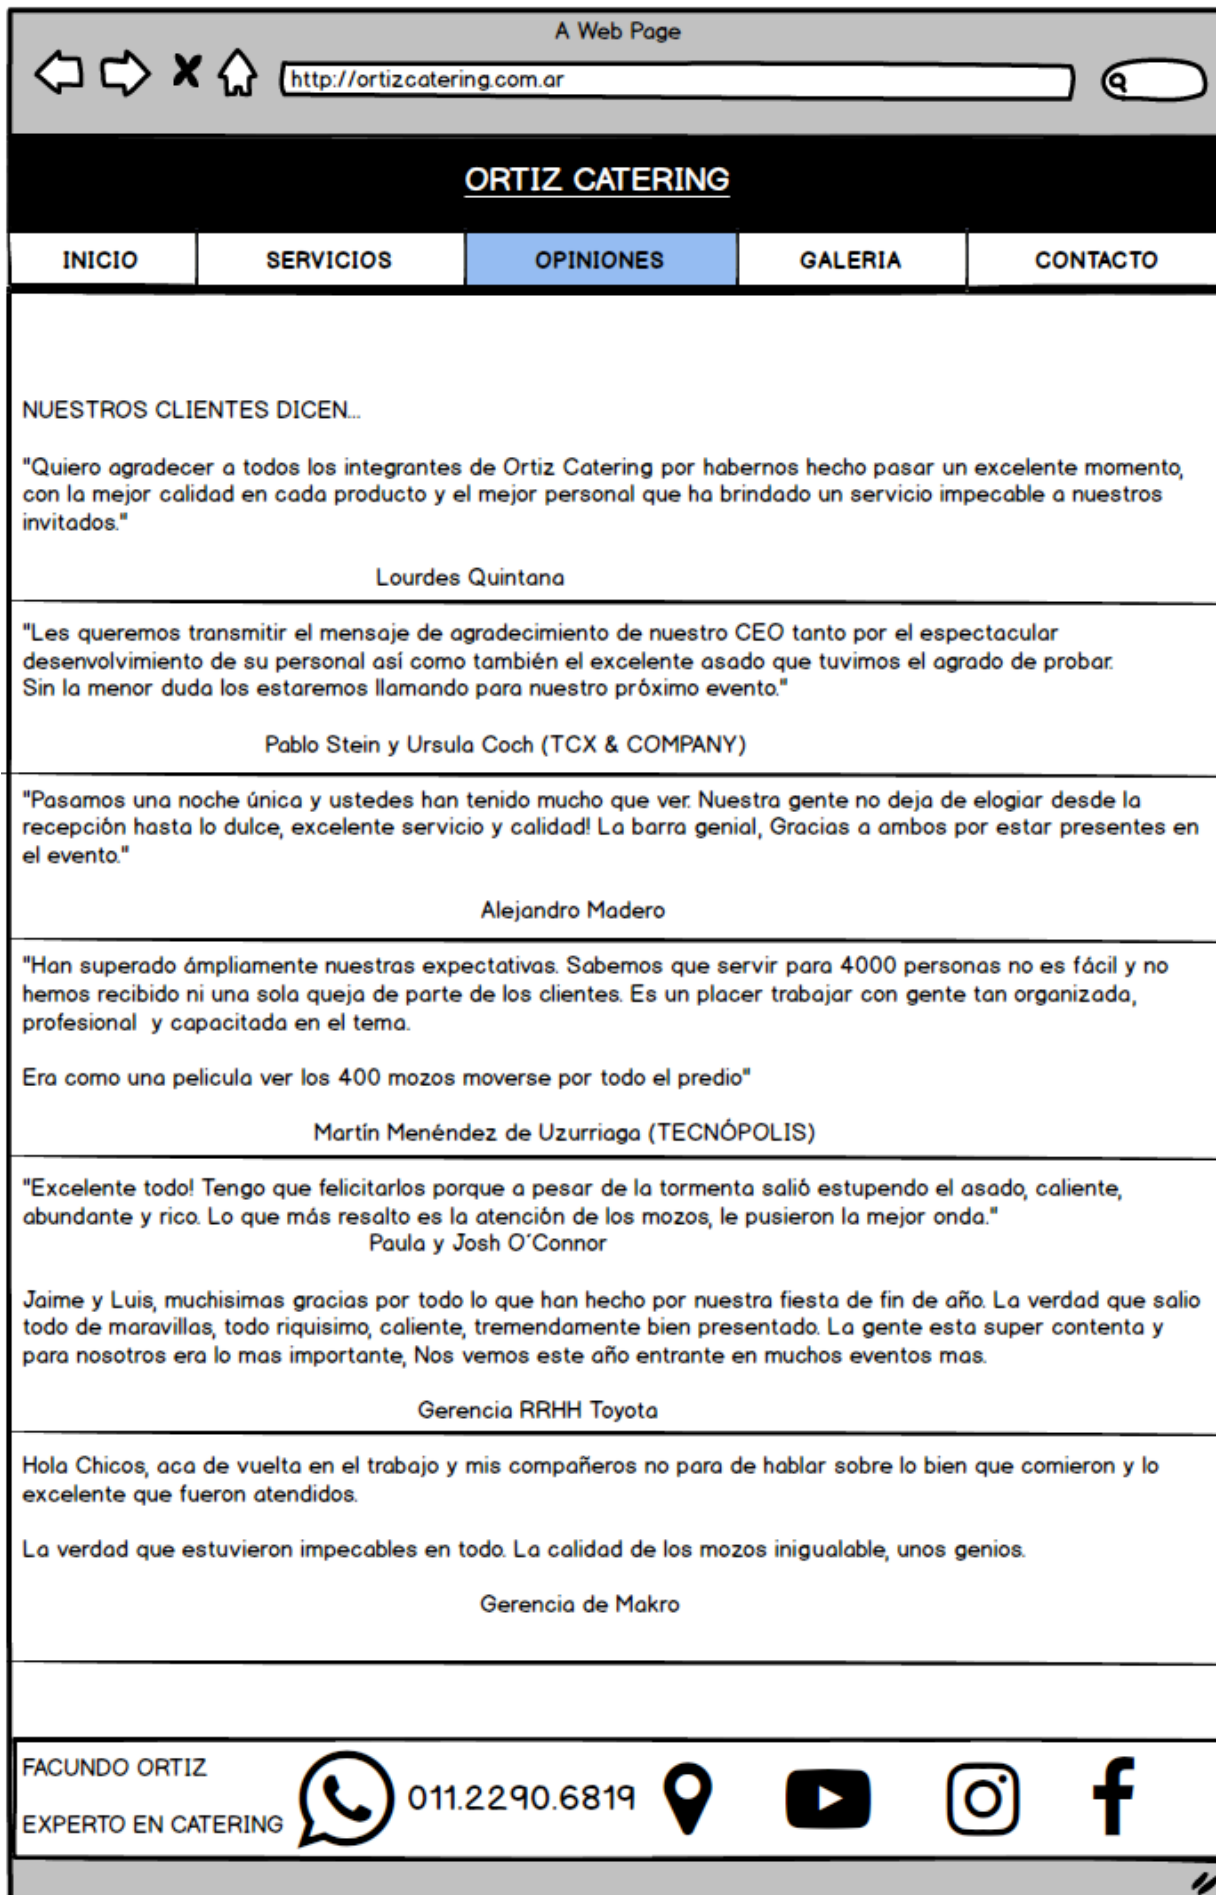 A Web Page
http://ortizcatering.com.ar
ORTIZ CATERING
INICIO SERVICIOS OPINIONES GALERIA CONTACTO
NUESTROS CLIENTES DICEN...
"Quiero agradecer a todos los integrantes de Ortiz Catering por habernos hecho pasar un excelente momento,
con la mejor calidad en cada producto y el mejor personal que ha brindado un servicio impecable a nuestros
invitados."
Lourdes Quintana
"Les queremos transmitir el mensaje de agradecimiento de nuestro CEO tanto por el espectacular
desenvolvimiento de su personal así como también el excelente asado que tuvimos el agrado de probar.
Sin la menor duda los estaremos llamando para nuestro próximo evento."
Pablo Stein y Ursula Coch (TCX & COMPANY)
"Pasamos una noche única y ustedes han tenido mucho que ver. Nuestra gente no deja de elogiar desde la
recepción hasta lo dulce, excelente servicio y calidad! La barra genial, Gracias a ambos por estar presentes en
el evento."
Alejandro Madero
"Han superado ámpliamente nuestras expectativas. Sabemos que servir para 4000 personas no es fácil y no
hemos recibido ni una sola queja de parte de los clientes. Es un placer trabajar con gente tan organizada,
profesional  y capacitada en el tema.
Era como una pelicula ver los 400 mozos moverse por todo el predio"
Martín Menéndez de Uzurriaga (TECNÓPOLIS)
"Excelente todo! Tengo que felicitarlos porque a pesar de la tormenta salió estupendo el asado, caliente,
abundante y rico. Lo que más resalto es la atención de los mozos, le pusieron la mejor onda."
Paula y Josh O´Connor
Jaime y Luis, muchisimas gracias por todo lo que han hecho por nuestra fiesta de fin de año. La verdad que salio
todo de maravillas, todo riquisimo, caliente, tremendamente bien presentado. La gente esta super contenta y
para nosotros era lo mas importante, Nos vemos este año entrante en muchos eventos mas.
Gerencia RRHH Toyota
Hola Chicos, aca de vuelta en el trabajo y mis compañeros no para de hablar sobre lo bien que comieron y lo
excelente que fueron atendidos.
La verdad que estuvieron impecables en todo. La calidad de los mozos inigualable, unos genios.
Gerencia de Makro
FACUNDO ORTIZ
EXPERTO EN CATERING
011.2290.6819